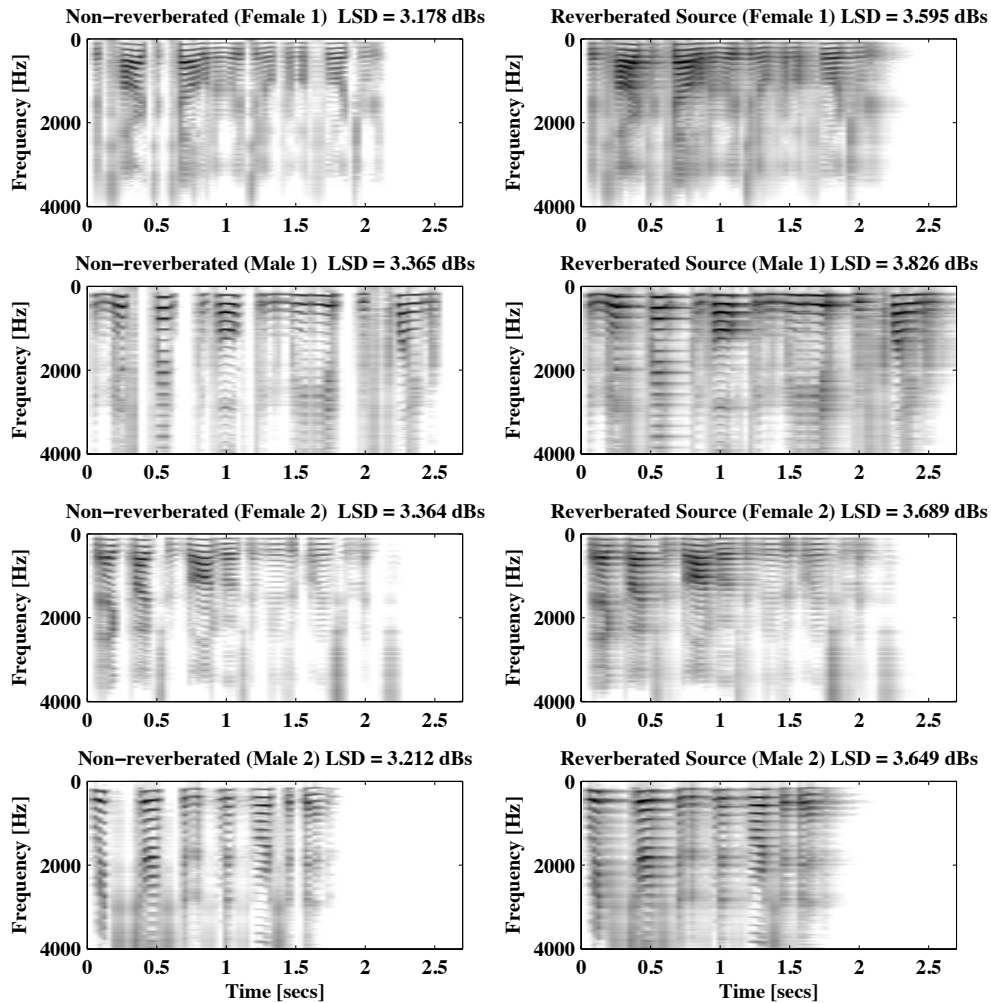 Non−reverberated (Female 1) LSD = 3.178 dBs
Frequency [Hz]
0
2000
4000
0 0.5 1 1.5 2 2.5
Reverberated Source (Female 1) LSD = 3.595 dBs
Frequency [Hz]
0
2000
4000
0 0.5 1 1.5 2 2.5
Non−reverberated (Male 1) LSD = 3.365 dBs
Frequency [Hz]
0
2000
4000
0 0.5 1 1.5 2 2.5
Reverberated Source (Male 1) LSD = 3.826 dBs
Frequency [Hz]
0
2000
4000
0 0.5 1 1.5 2 2.5
Non−reverberated (Female 2) LSD = 3.364 dBs
Frequency [Hz]
0
2000
4000
0 0.5 1 1.5 2 2.5
Reverberated Source (Female 2) LSD = 3.689 dBs
Frequency [Hz]
0
2000
4000
0 0.5 1 1.5 2 2.5
Non−reverberated (Male 2) LSD = 3.212 dBs
Frequency [Hz]
0
2000
4000
0 0.5 1 1.5 2 2.5
Time [secs]
Reverberated Source (Male 2) LSD = 3.649 dBs
Frequency [Hz]
0
2000
4000
0 0.5 1 1.5 2 2.5
Time [secs]